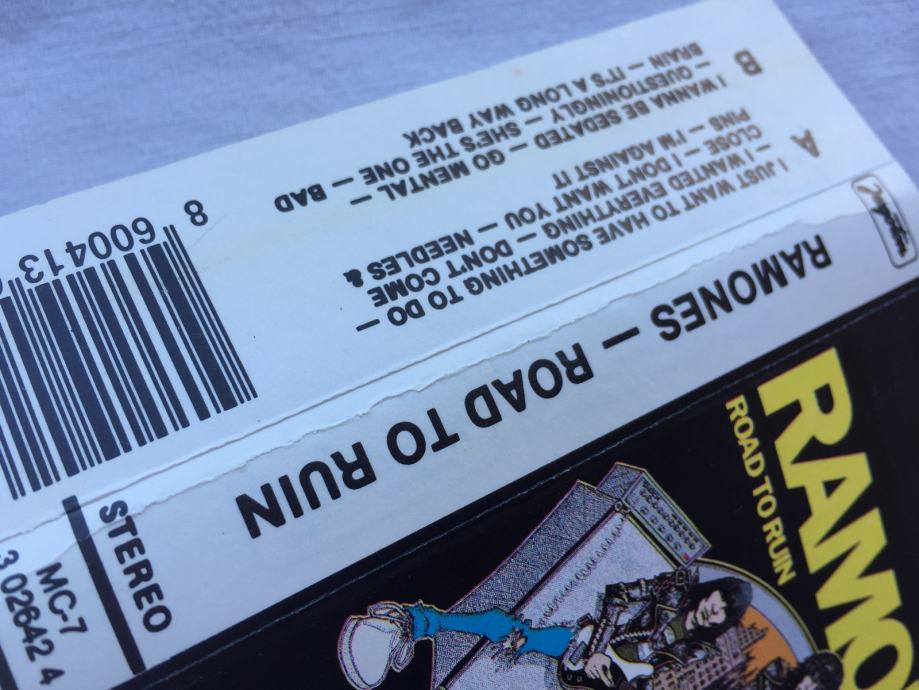 A
I JUST WANT TO HAVE SOMETHING TO DO —
— I WANTED EVERYTHING — DON'T COME
CLOSE — I DON'T WANT YOU — NEEDLES &
PINS — I'M AGAINST IT
B
I WANNA BE SEDATED — GO MENTAL —
— QUESTIONINGLY — SHE'S THE ONE — BAD
BRAIN — IT'S A LONG WAY BACK
8 600413
RAMONES — ROAD TO RUIN
STEREO
MC-7
3 02642 4
RAMO
ROAD TO RUIN